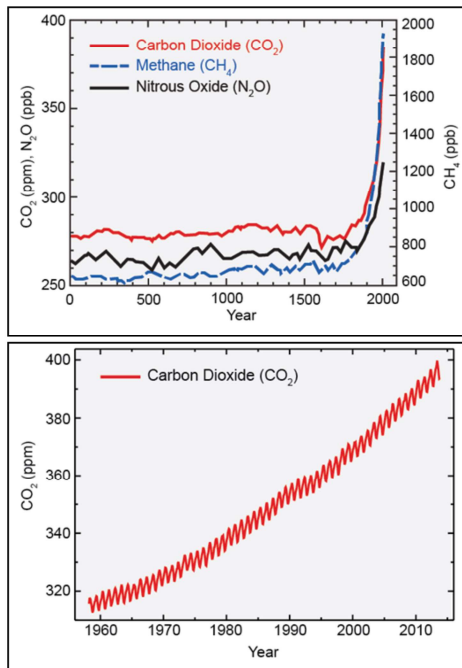 400
350
300
250
CO₂ (ppm), N₂O (ppb)
Carbon Dioxide (CO₂)
Methane (CH₄)
Nitrous Oxide (N₂O)
2000
1800
1600
1400
1200
1000
800
600
CH₄ (ppb)
0 500 1000 1500 2000
Year
400
380
360
340
320
CO₂ (ppm)
Carbon Dioxide (CO₂)
1960 1970 1980 1990 2000 2010
Year